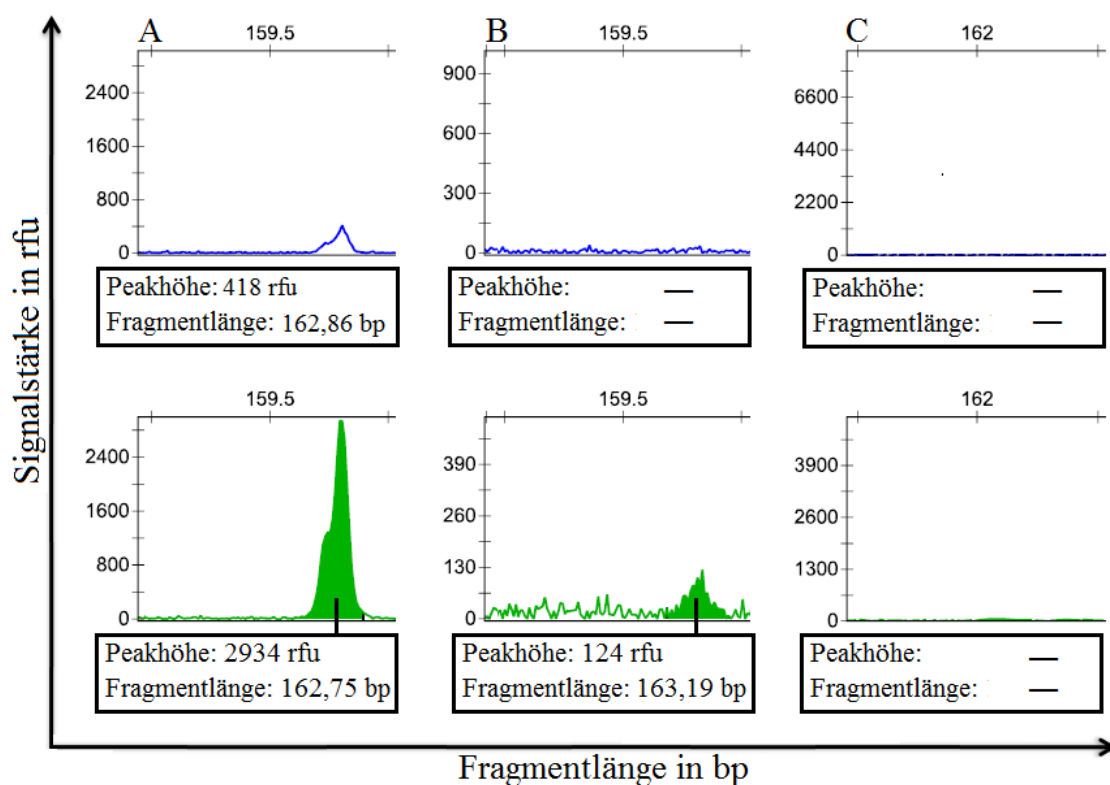 A
159.5
2400
1600
800
0
Peakhöhe: 418 rfu
Fragmentlänge: 162,86 bp
B
159.5
900
600
300
0
Peakhöhe: —
Fragmentlänge: —
C
162
6600
4400
2200
0
Peakhöhe: —
Fragmentlänge: —
159.5
2400
1600
800
0
Peakhöhe: 2934 rfu
Fragmentlänge: 162,75 bp
159.5
390
260
130
0
Peakhöhe: 124 rfu
Fragmentlänge: 163,19 bp
162
3900
2600
1300
0
Peakhöhe: —
Fragmentlänge: —
Signalstärke in rfu
Fragmentlänge in bp